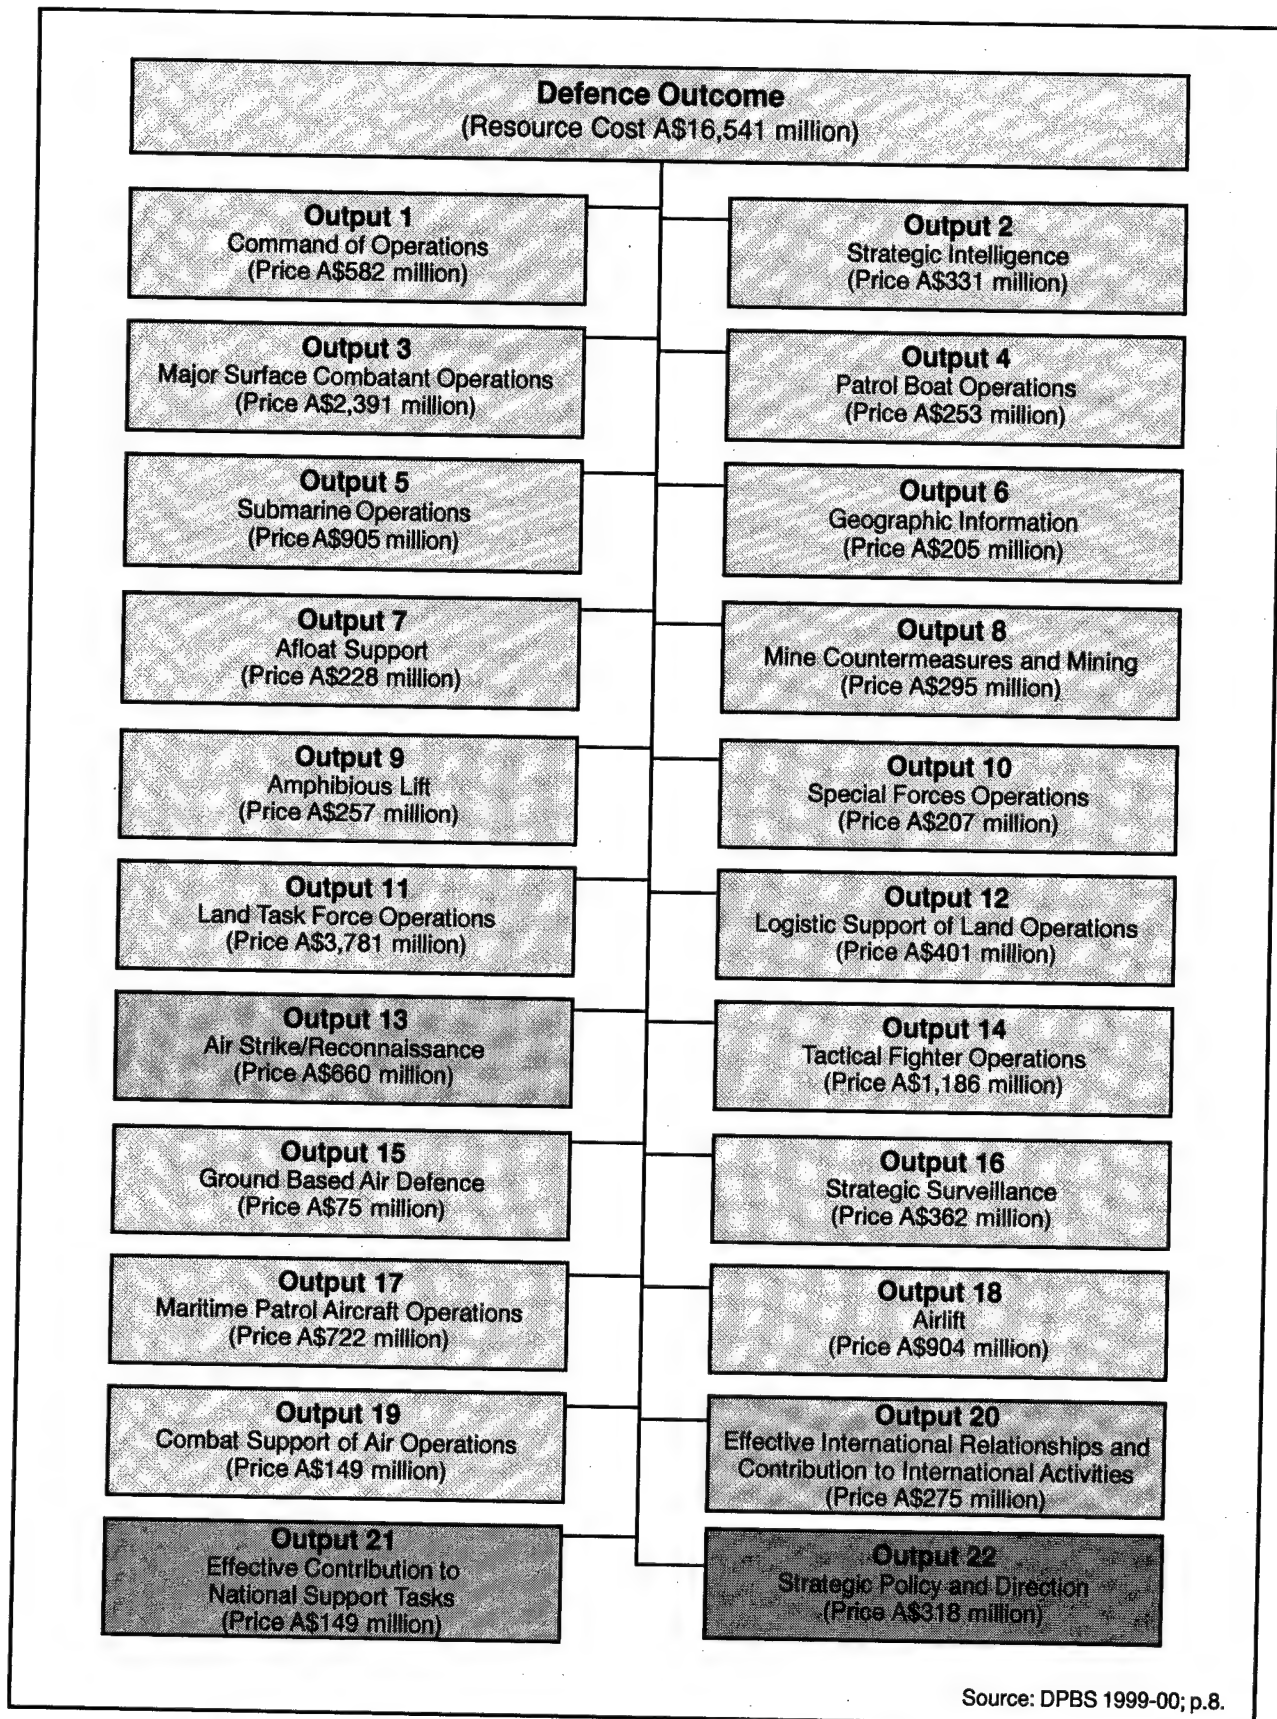 Defence Outcome
(Resource Cost A$16,541 million)
Output 1
Command of Operations
(Price A$582 million)
Output 2
Strategic Intelligence
(Price A$331 million)
Output 3
Major Surface Combatant Operations
(Price A$2,391 million)
Output 4
Patrol Boat Operations
(Price A$253 million)
Output 5
Submarine Operations
(Price A$905 million)
Output 6
Geographic Information
(Price A$205 million)
Output 7
Afloat Support
(Price A$228 million)
Output 8
Mine Countermeasures and Mining
(Price A$295 million)
Output 9
Amphibious Lift
(Price A$257 million)
Output 10
Special Forces Operations
(Price A$207 million)
Output 11
Land Task Force Operations
(Price A$3,781 million)
Output 12
Logistic Support of Land Operations
(Price A$401 million)
Output 13
Air Strike/Reconnaissance
(Price A$660 million)
Output 14
Tactical Fighter Operations
(Price A$1,186 million)
Output 15
Ground Based Air Defence
(Price A$75 million)
Output 16
Strategic Surveillance
(Price A$362 million)
Output 17
Maritime Patrol Aircraft Operations
(Price A$722 million)
Output 18
Airlift
(Price A$904 million)
Output 19
Combat Support of Air Operations
(Price A$149 million)
Output 20
Effective International Relationships and
Contribution to International Activities
(Price A$275 million)
Output 21
Effective Contribution to
National Support Tasks
(Price A$149 million)
Output 22
Strategic Policy and Direction
(Price A$318 million)
Source: DPBS 1999-00; p.8.